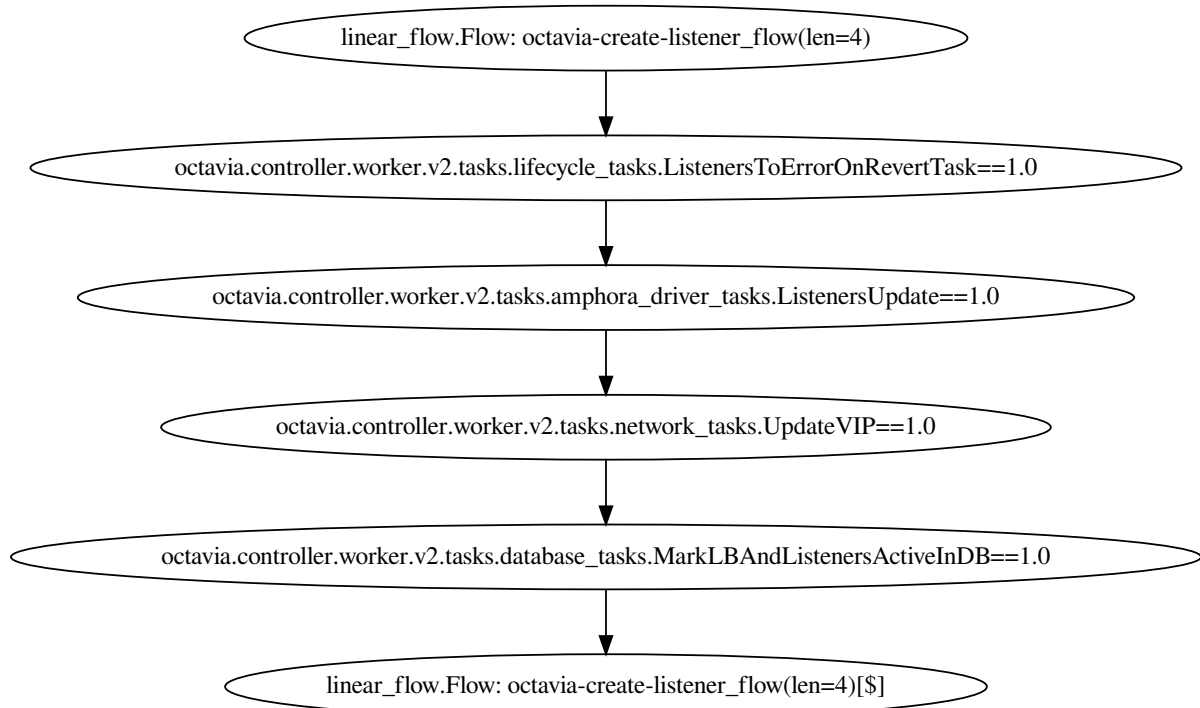 linear_flow.Flow: octavia-create-listener_flow(len=4)
octavia.controller.worker.v2.tasks.lifecycle_tasks.ListenersToErrorOnRevertTask==1.0
octavia.controller.worker.v2.tasks.amphora_driver_tasks.ListenersUpdate==1.0
octavia.controller.worker.v2.tasks.network_tasks.UpdateVIP==1.0
octavia.controller.worker.v2.tasks.database_tasks.MarkLBAndListenersActiveInDB==1.0
linear_flow.Flow: octavia-create-listener_flow(len=4)[$]